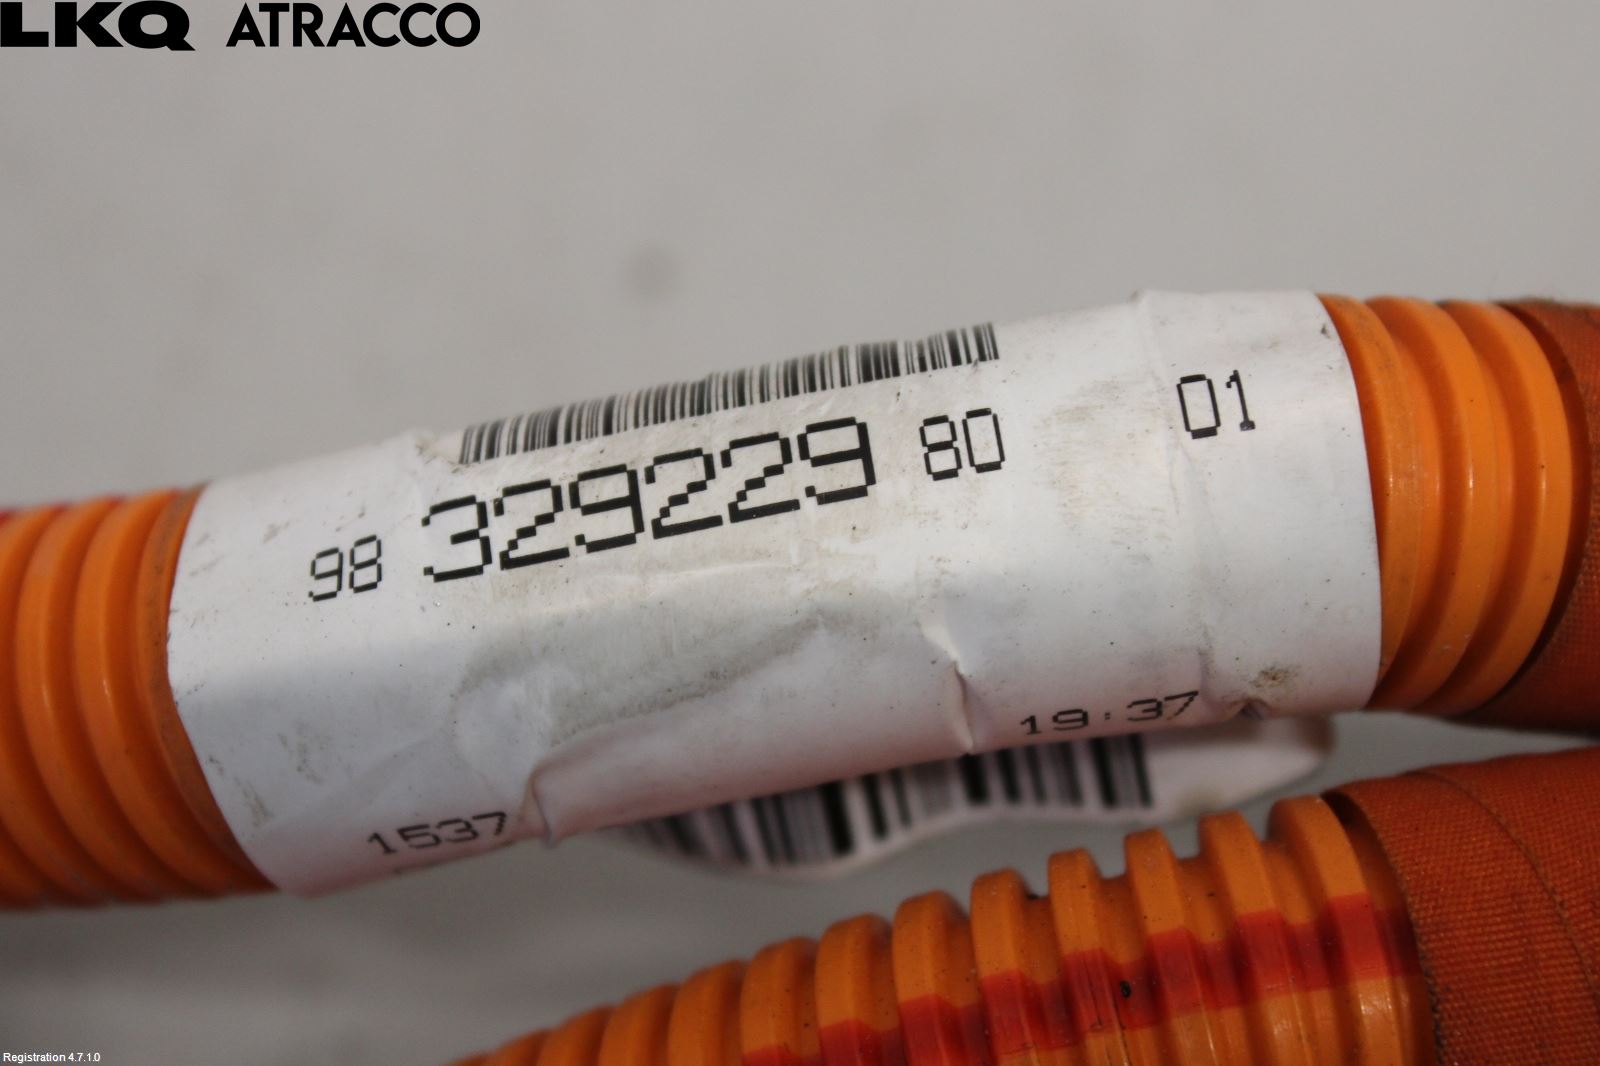 LKQ ATRACCO
98 329229 80 01
19:37
1537
Registration 4.7.1.0